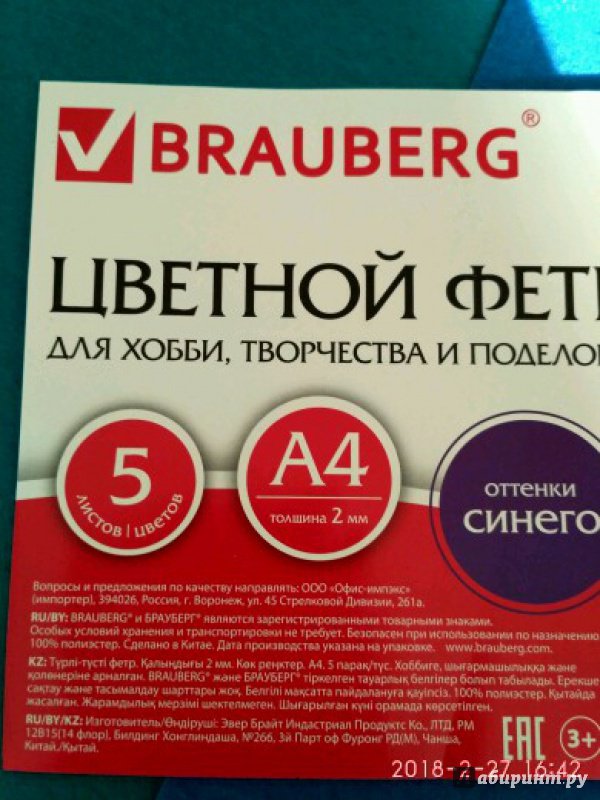 BRAUBERG®
ЦВЕТНОЙ ФЕТ
ДЛЯ ХОББИ, ТВОРЧЕСТВА И ПОДЕЛО
5
листов | цветов
А4
толщина 2 мм
оттенки
синего
Вопросы и предложения по качеству направлять: ООО «Офис-импэкс»
(импортер), 394026, Россия, г. Воронеж, ул. 45 Стрелковой Дивизии, 261а.
RU/BY: BRAUBERG® и БРАУБЕРГ® являются зарегистрированными товарными знаками.
Особых условий хранения и транспортировки не требует. Безопасен при использовании по назначению
100% полиэстер. Сделано в Китае. Дата производства указана на упаковке. www.brauberg.com.
KZ: Түрлі-түсті фетр. Қалыңдығы 2 мм. Көк реңктер. А4. 5 парақ/түс. Хоббиге, шығармашылыққа және
қолөнеріне арналған. BRAUBERG® және БРАУБЕРГ® тіркелген тауарлық белгілер болып табылады. Ерекше
сақтау және тасымалдау шарттары жоқ. Белгілі мақсатта пайдалануға қауіпсіз. 100% полиэстер. Қытайда
жасалған. Жарамдылық мерзімі шектелмеген. Шығарылған күні орамада көрсетілген.
RU/BY/KZ: Изготовитель/Өндіруші: Эвер Брайт Индастриал Продуктс Ко., ЛТД, РМ
12В15(14 флор), Билдинг Хонглиндаша, №266, 3й Парт оф Фуронг РД(М), Чанша,
Китай./Қытай.
EAC
3+
2018-2-27 16:42
лабиринт.ру